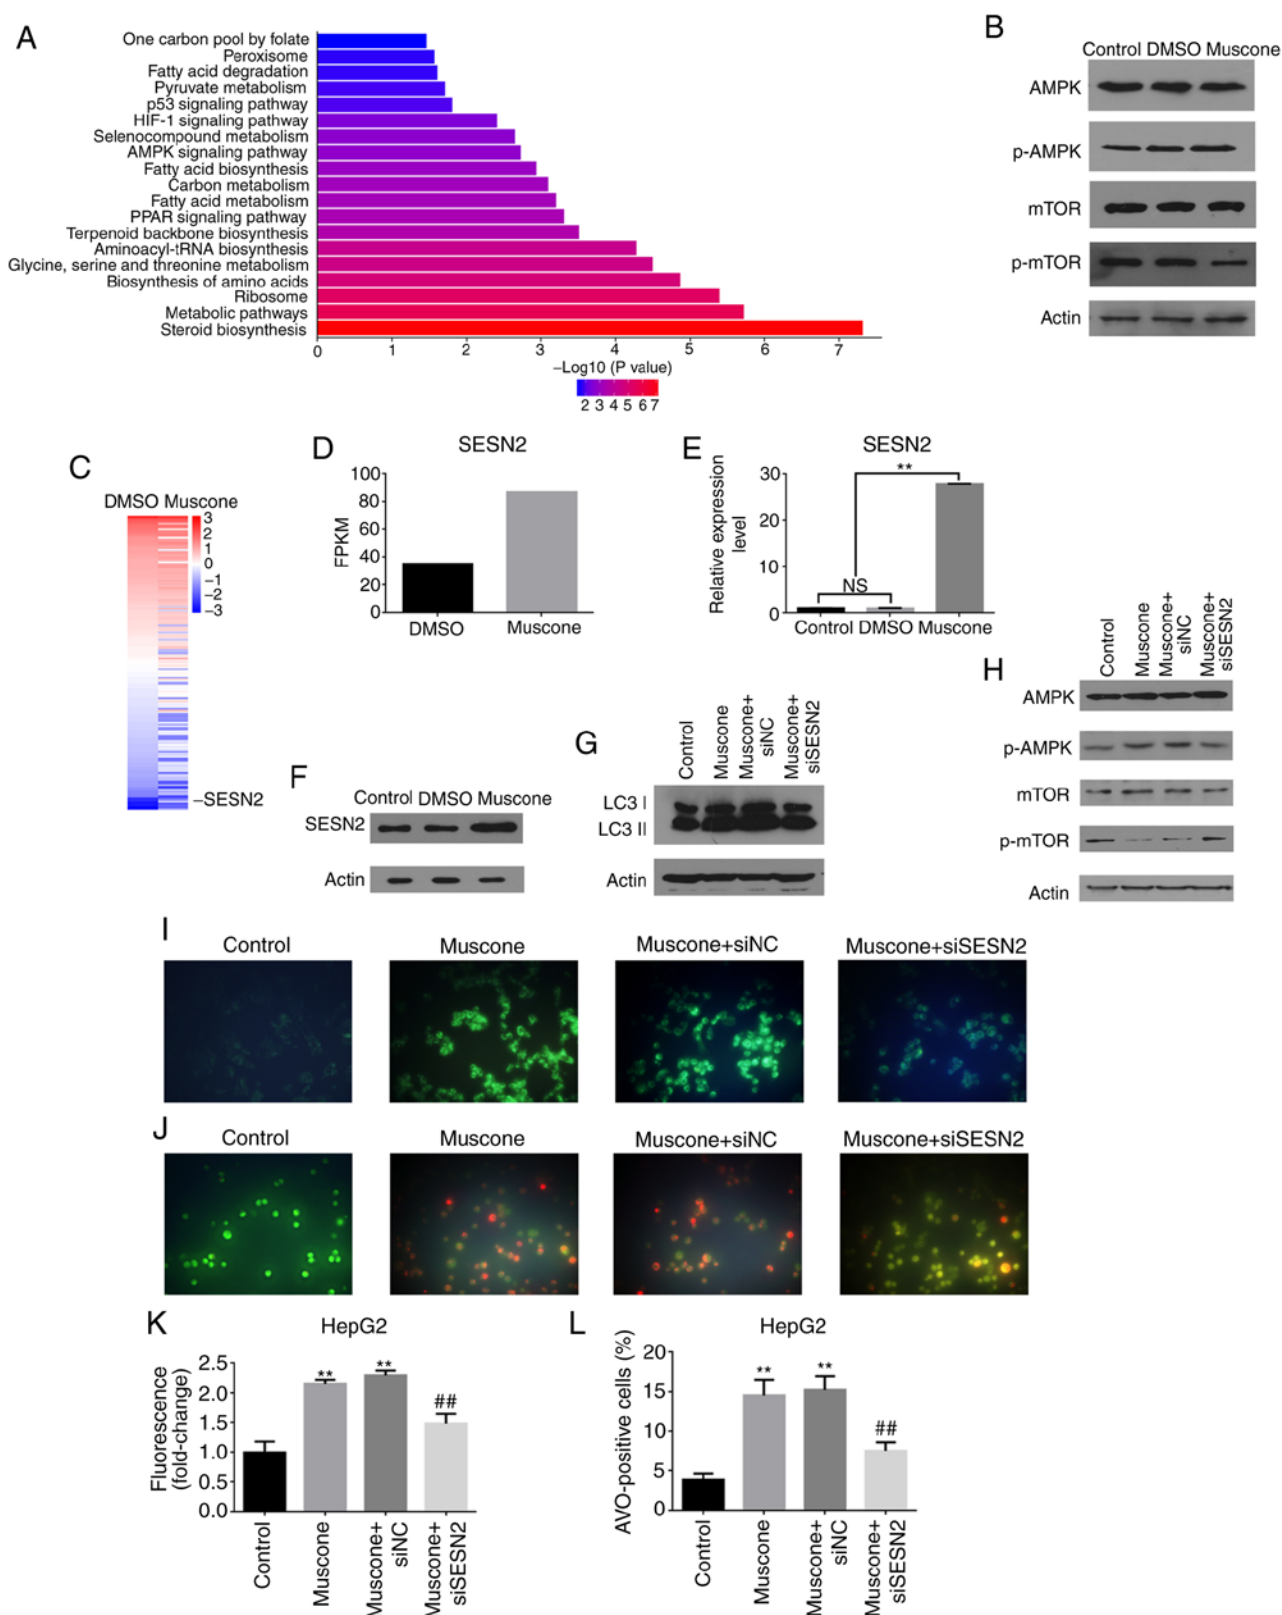 A
One carbon pool by folate
Peroxisome
Fatty acid degradation
Pyruvate metabolism
p53 signaling pathway
HIF-1 signaling pathway
Selenocompound metabolism
AMPK signaling pathway
Fatty acid biosynthesis
Carbon metabolism
Fatty acid metabolism
PPAR signaling pathway
Terpenoid backbone biosynthesis
Aminoacyl-tRNA biosynthesis
Glycine, serine and threonine metabolism
Biosynthesis of amino acids
Ribosome
Metabolic pathways
Steroid biosynthesis
0 1 2 3 4 5 6 7
–Log10 (P value)
2 3 4 5 6 7
B
Control DMSO Muscone
AMPK
p-AMPK
mTOR
p-mTOR
Actin
C
DMSO Muscone
3
2
1
0
–1
–2
–3
–SESN2
D
SESN2
FPKM
100
80
60
40
20
0
DMSO Muscone
E
SESN2
Relative expression
level
30
20
10
0
**
NS
Control DMSO Muscone
F
Control DMSO Muscone
SESN2
Actin
G
Control
Muscone
Muscone+
siNC
Muscone+
siSESN2
LC3 I
LC3 II
Actin
H
Control
Muscone
Muscone+
siNC
Muscone+
siSESN2
AMPK
p-AMPK
mTOR
p-mTOR
Actin
I
Control Muscone Muscone+siNC Muscone+siSESN2
J
Control Muscone Muscone+siNC Muscone+siSESN2
K
HepG2
Fluorescence
(fold-change)
2.5
2.0
1.5
1.0
0.5
0.0
**
**
##
Control
Muscone
Muscone+
siNC
Muscone+
siSESN2
L
HepG2
AVO-positive cells (%)
20
15
10
5
0
**
**
##
Control
Muscone
Muscone+
siNC
Muscone+
siSESN2